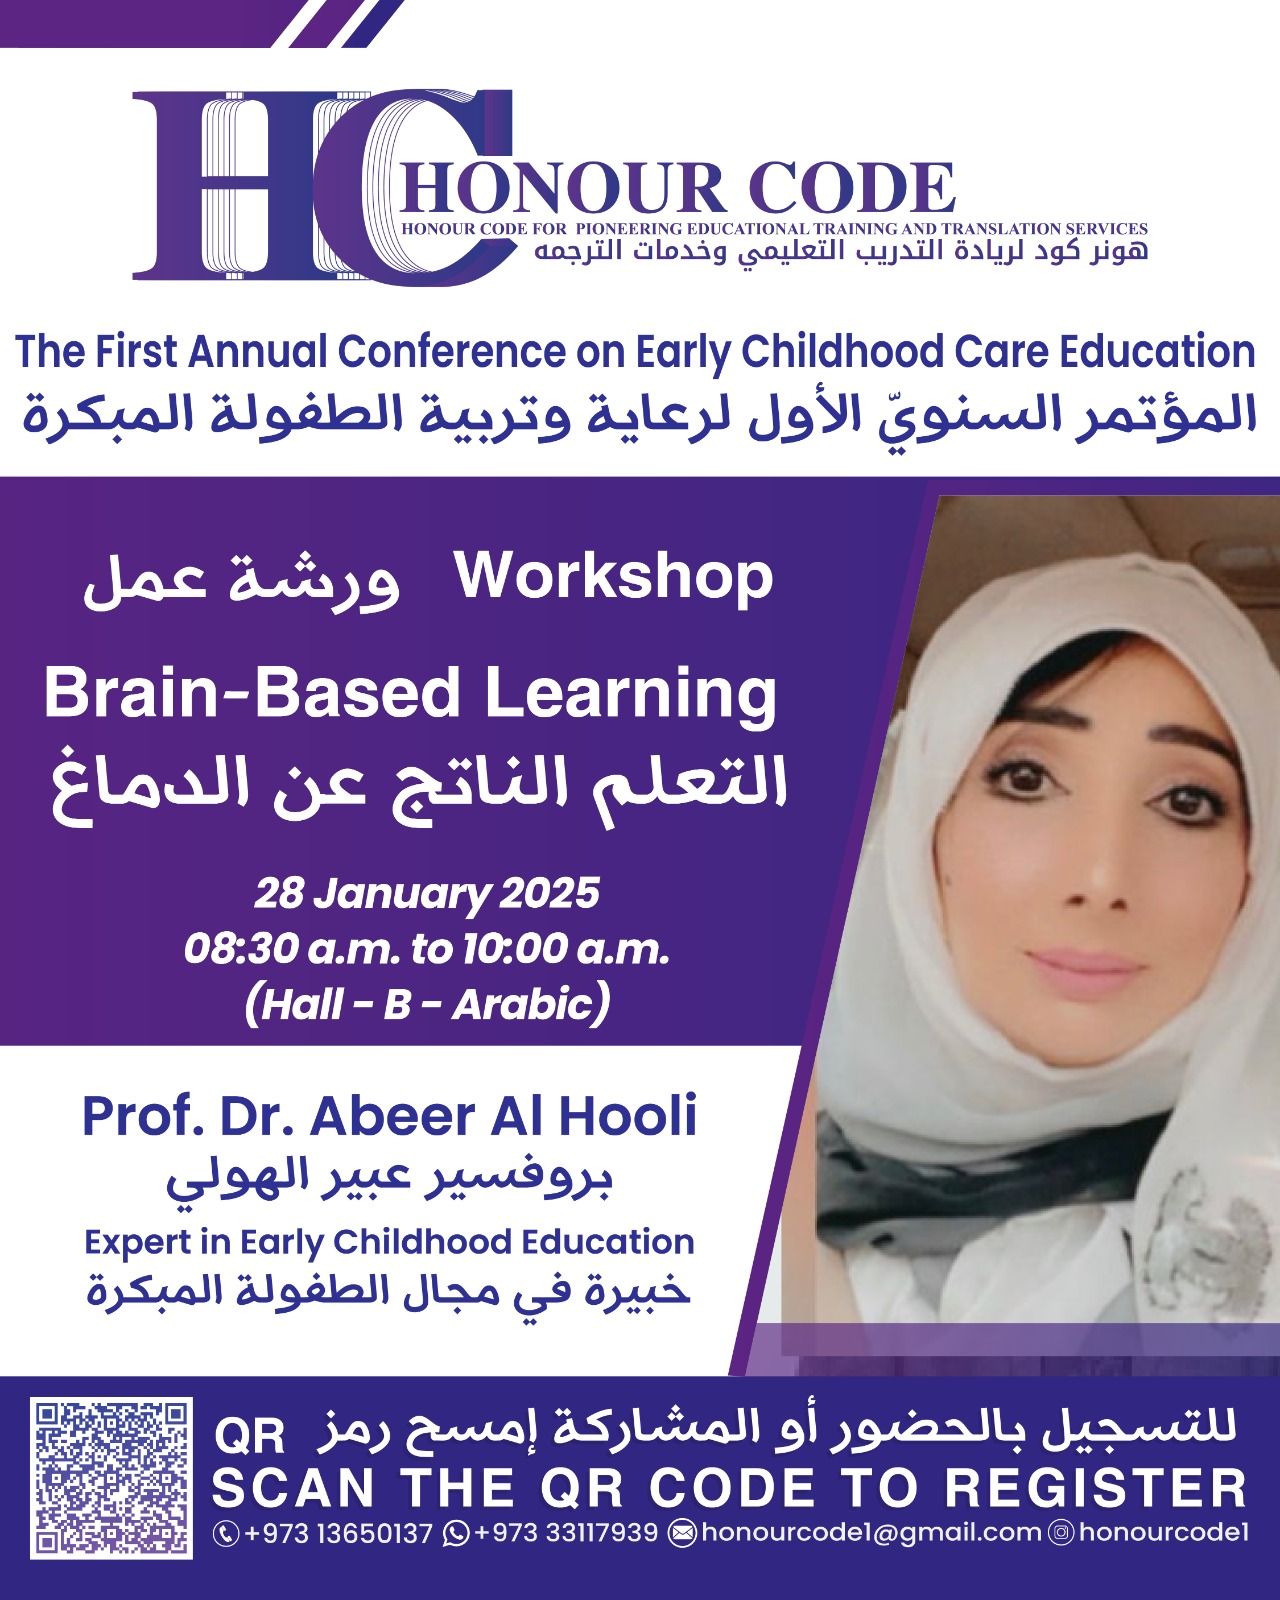 HC
HONOUR CODE
HONOUR CODE FOR PIONEERING EDUCATIONAL TRAINING AND TRANSLATION SERVICES
هونر كود لريادة التدريب التعليمي وخدمات الترجمه
The First Annual Conference on Early Childhood Care Education
المؤتمر السنويّ الأول لرعاية وتربية الطفولة المبكرة
ورشة عمل Workshop
Brain-Based Learning
التعلم الناتج عن الدماغ
28 January 2025
08:30 a.m. to 10:00 a.m.
(Hall - B - Arabic)
Prof. Dr. Abeer Al Hooli
بروفسير عبير الهولي
Expert in Early Childhood Education
خبيرة في مجال الطفولة المبكرة
للتسجيل بالحضور أو المشاركة إمسح رمز QR
SCAN THE QR CODE TO REGISTER
+973 13650137 +973 33117939 honourcode1@gmail.com honourcode1